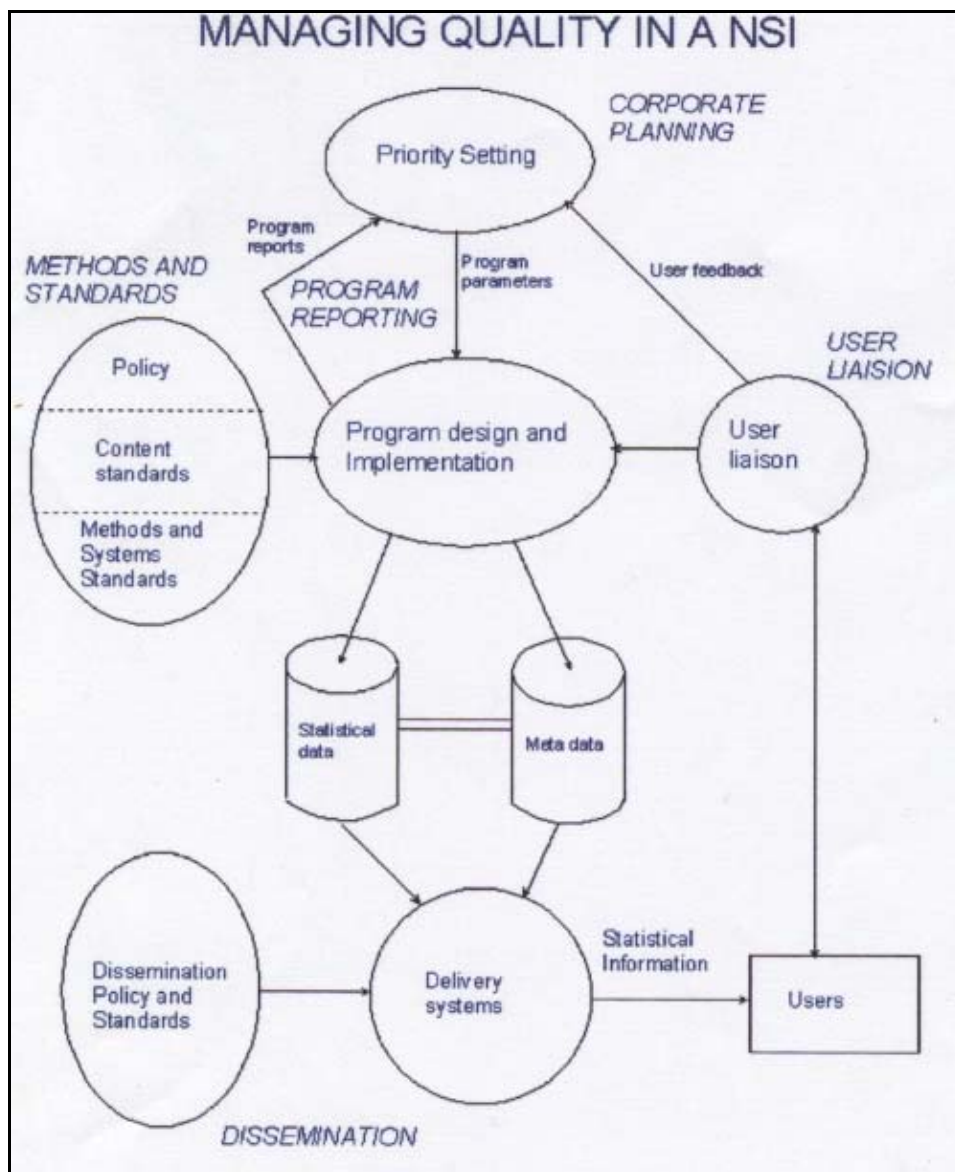 MANAGING QUALITY IN A NSI
CORPORATE
PLANNING
Priority Setting
Program
reports
Program
parameters
User feedback
METHODS AND
STANDARDS
PROGRAM
REPORTING
USER
LIAISION
Policy
Content
standards
Methods and
Systems
Standards
Program design and
Implementation
User
liaison
Statistical
data
Meta data
Dissemination
Policy and
Standards
Delivery
systems
Statistical
Information
Users
DISSEMINATION